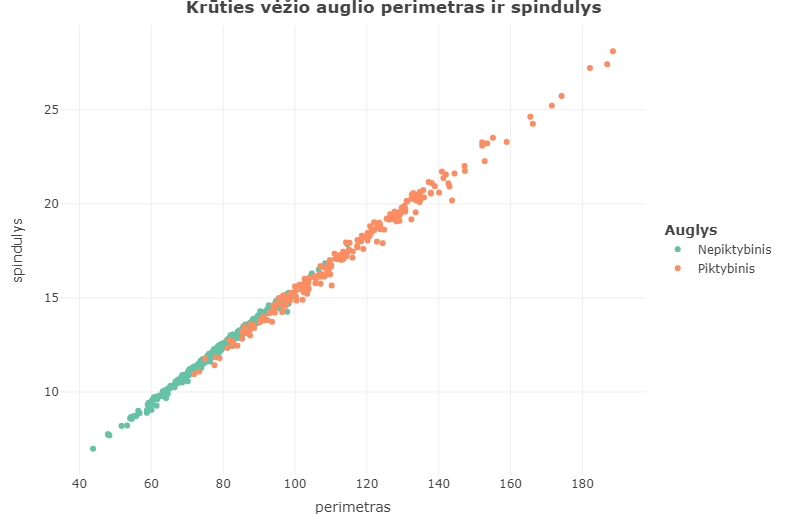 Krūties vėžio auglio perimetras ir spindulys
25
20
15
10
spindulys
40 60 80 100 120 140 160 180
perimetras
Auglys
Nepiktybinis
Piktybinis